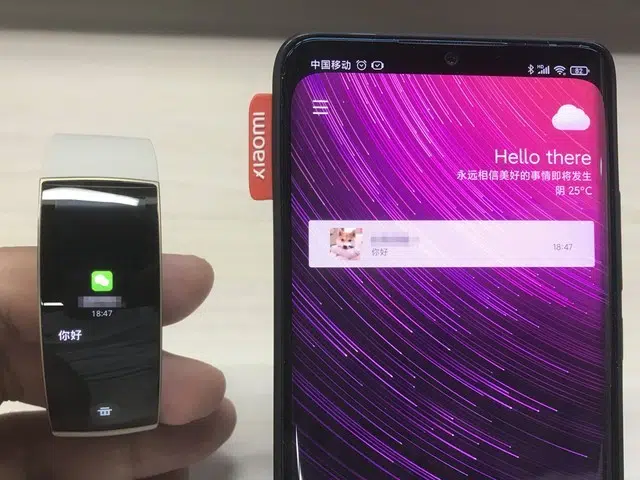 18:47
你好
xiaomi
中国移动
HD
82
Hello there
永远相信美好的事情即将发生
阴 25°C
你好
18:47